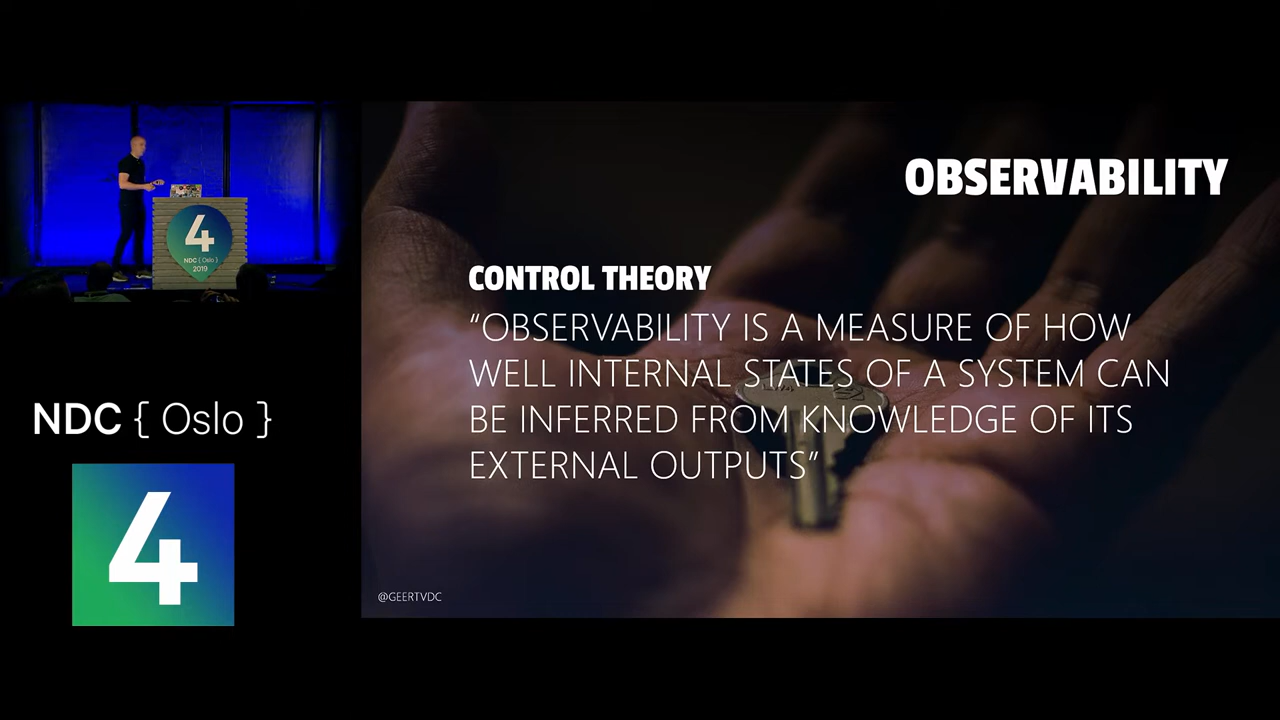 OBSERVABILITY
CONTROL THEORY
“OBSERVABILITY IS A MEASURE OF HOW
WELL INTERNAL STATES OF A SYSTEM CAN
BE INFERRED FROM KNOWLEDGE OF ITS
EXTERNAL OUTPUTS”
@GEERTVDC
4
NDC { Oslo }
2019
NDC { Oslo }
4